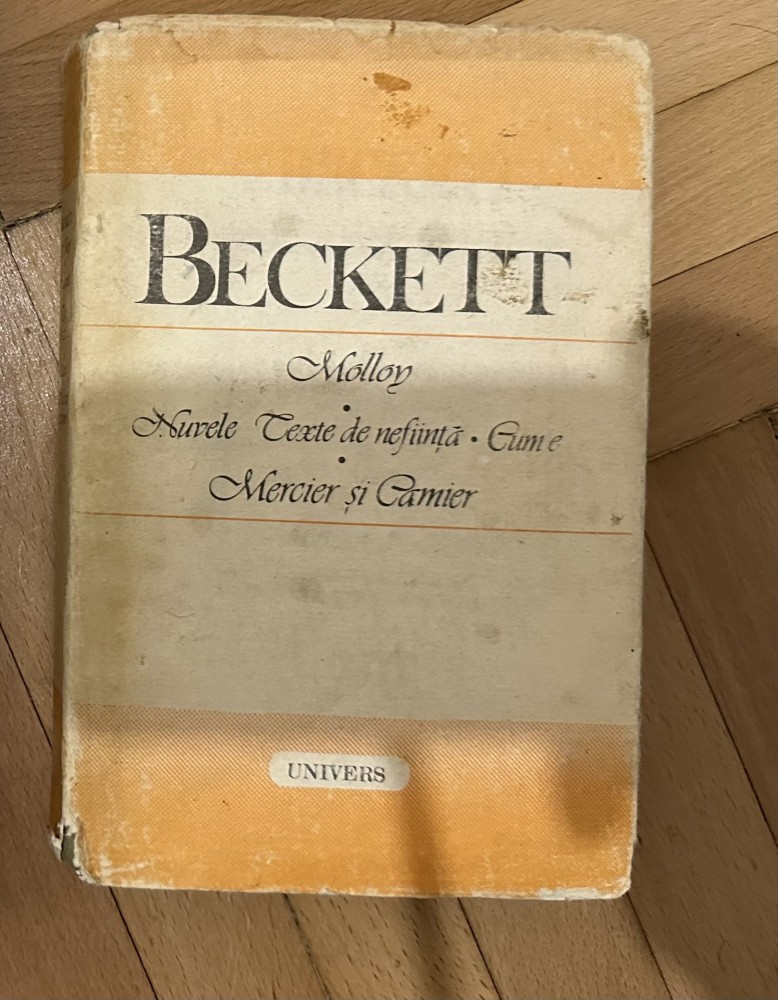 BECKETT
Molloy
•
Nuvele Texte de neființă • Cum e
•
Mercier și Camier
UNIVERS